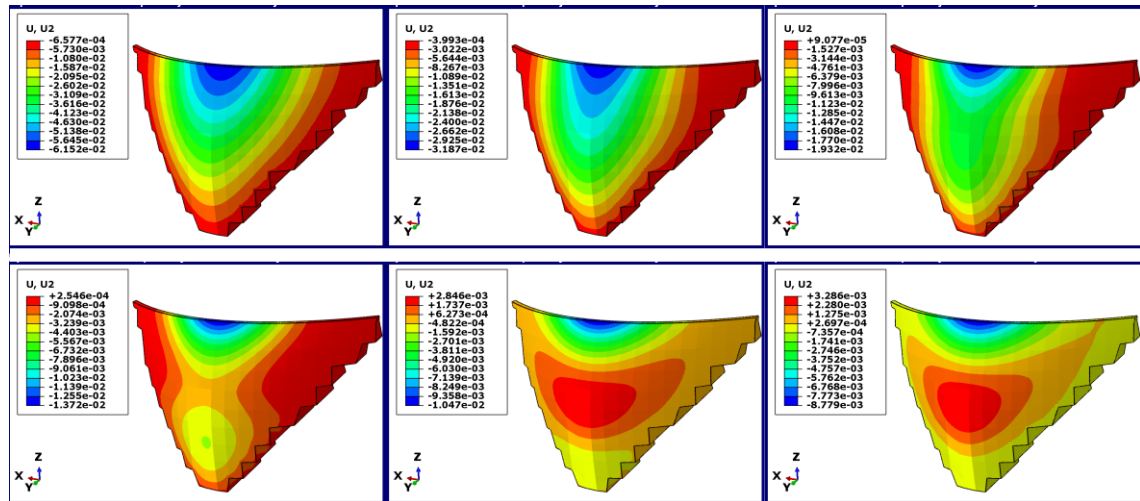 U, U2
-6.577e-04
-5.730e-03
-1.080e-02
-1.587e-02
-2.095e-02
-2.602e-02
-3.109e-02
-3.616e-02
-4.123e-02
-4.630e-02
-5.138e-02
-5.645e-02
-6.152e-02
Z
X
Y
U, U2
-3.993e-04
-3.022e-03
-5.644e-03
-8.267e-03
-1.089e-02
-1.351e-02
-1.613e-02
-1.876e-02
-2.138e-02
-2.400e-02
-2.662e-02
-2.925e-02
-3.187e-02
Z
X
Y
U, U2
+9.077e-05
-1.527e-03
-3.144e-03
-4.761e-03
-6.379e-03
-7.996e-03
-9.613e-03
-1.123e-02
-1.285e-02
-1.447e-02
-1.608e-02
-1.770e-02
-1.932e-02
Z
X
Y
U, U2
+2.546e-04
-9.098e-04
-2.074e-03
-3.239e-03
-4.403e-03
-5.567e-03
-6.732e-03
-7.896e-03
-9.061e-03
-1.023e-02
-1.139e-02
-1.255e-02
-1.372e-02
Z
X
Y
U, U2
+2.846e-03
+1.737e-03
+6.273e-04
-4.822e-04
-1.592e-03
-2.701e-03
-3.811e-03
-4.920e-03
-6.030e-03
-7.139e-03
-8.249e-03
-9.358e-03
-1.047e-02
Z
X
Y
U, U2
+3.286e-03
+2.280e-03
+1.275e-03
+2.697e-04
-7.357e-04
-1.741e-03
-2.746e-03
-3.752e-03
-4.757e-03
-5.762e-03
-6.768e-03
-7.773e-03
-8.779e-03
Z
X
Y